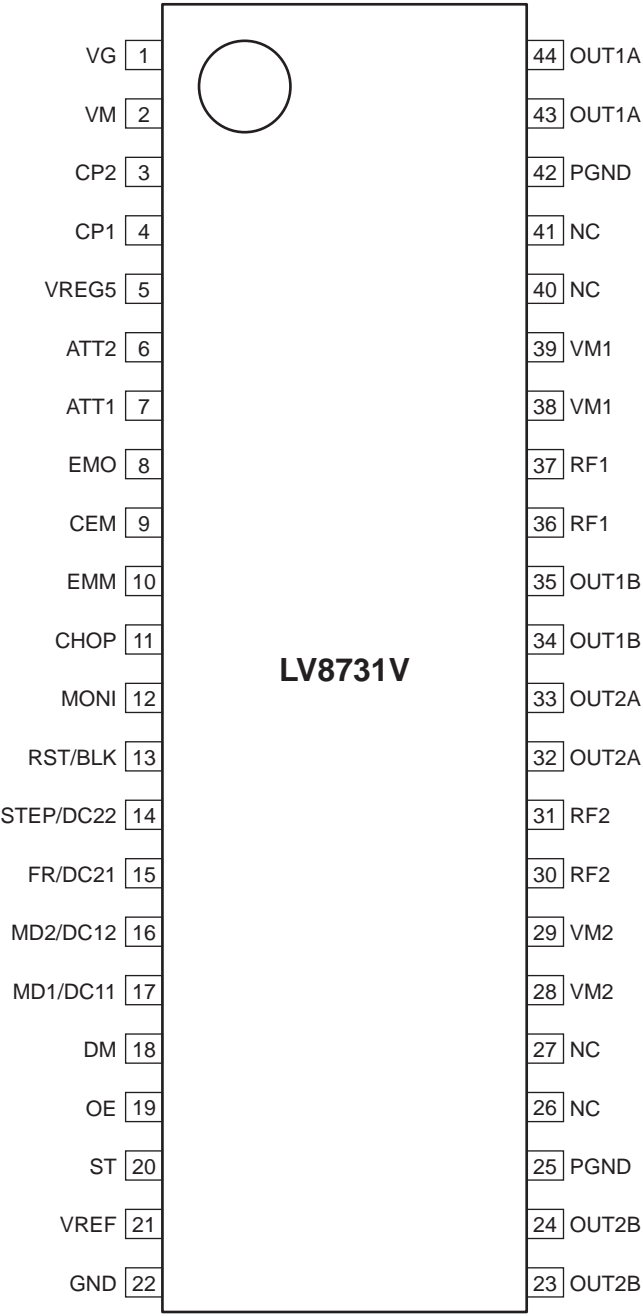 VG 1 44 OUT1A
VM 2 43 OUT1A
CP2 3 42 PGND
CP1 4 41 NC
VREG5 5 40 NC
ATT2 6 39 VM1
ATT1 7 38 VM1
EMO 8 37 RF1
CEM 9 36 RF1
EMM 10 35 OUT1B
CHOP 11 34 OUT1B
LV8731V
MONI 12 33 OUT2A
RST/BLK 13 32 OUT2A
STEP/DC22 14 31 RF2
FR/DC21 15 30 RF2
MD2/DC12 16 29 VM2
MD1/DC11 17 28 VM2
DM 18 27 NC
OE 19 26 NC
ST 20 25 PGND
VREF 21 24 OUT2B
GND 22 23 OUT2B